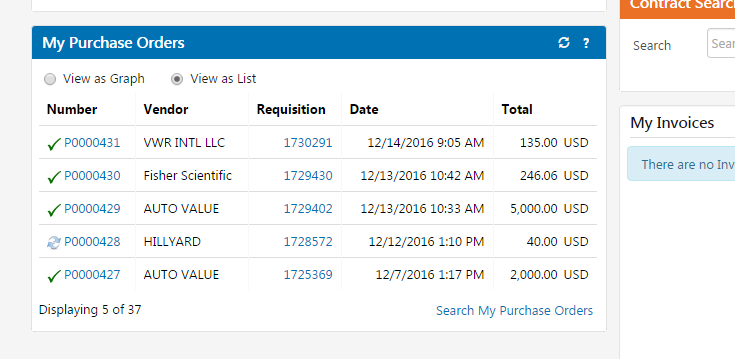 Contract Search
My Purchase Orders ?
View as Graph View as List
Search Sear
Number Vendor Requisition Date Total
My Invoices
P0000431 VWR INTL LLC 1730291 12/14/2016 9:05 AM 135.00 USD
There are no Inv
P0000430 Fisher Scientific 1729430 12/13/2016 10:42 AM 246.06 USD
P0000429 AUTO VALUE 1729402 12/13/2016 10:33 AM 5,000.00 USD
P0000428 HILLYARD 1728572 12/12/2016 1:10 PM 40.00 USD
P0000427 AUTO VALUE 1725369 12/7/2016 1:17 PM 2,000.00 USD
Displaying 5 of 37 Search My Purchase Orders